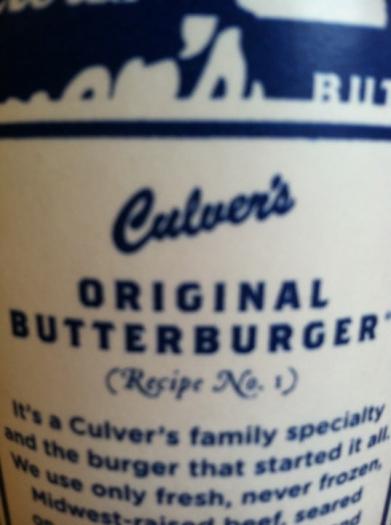 BUT
Culver's
ORIGINAL
BUTTERBURGER
(Recipe No. 1)
It's a Culver's family specialty
and the burger that started it all.
We use only fresh, never frozen,
Midwest-raised beef, seared